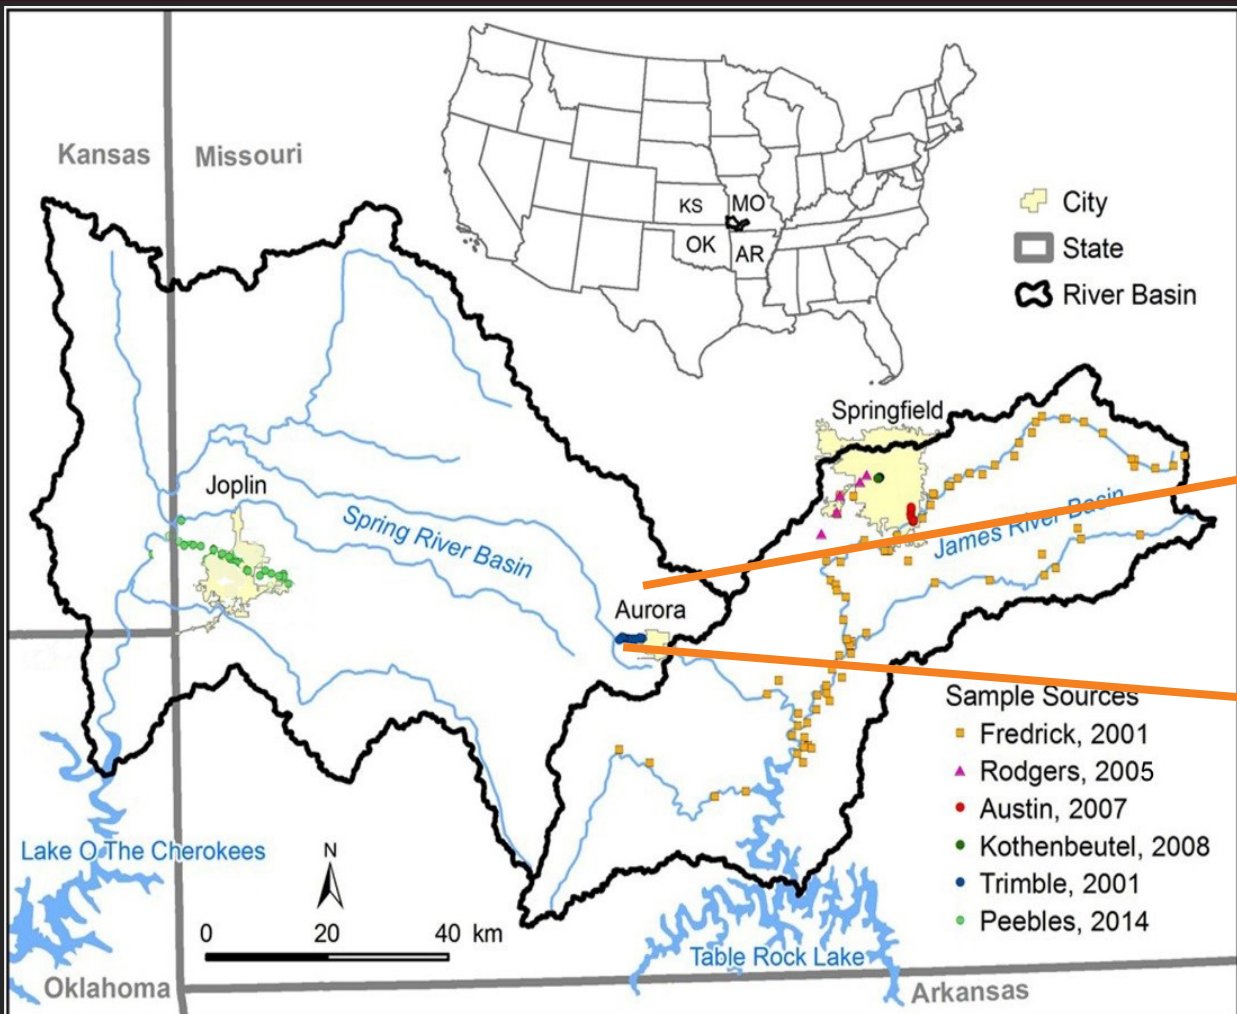 Kansas
Missouri
KS
MO
OK
AR
City
State
River Basin
Springfield
Joplin
Spring River Basin
James River Basin
Aurora
Sample Sources
Fredrick, 2001
Rodgers, 2005
Austin, 2007
Kothenbeutel, 2008
Trimble, 2001
Peebles, 2014
Lake O The Cherokees
N
0 20 40 km
Table Rock Lake
Oklahoma
Arkansas